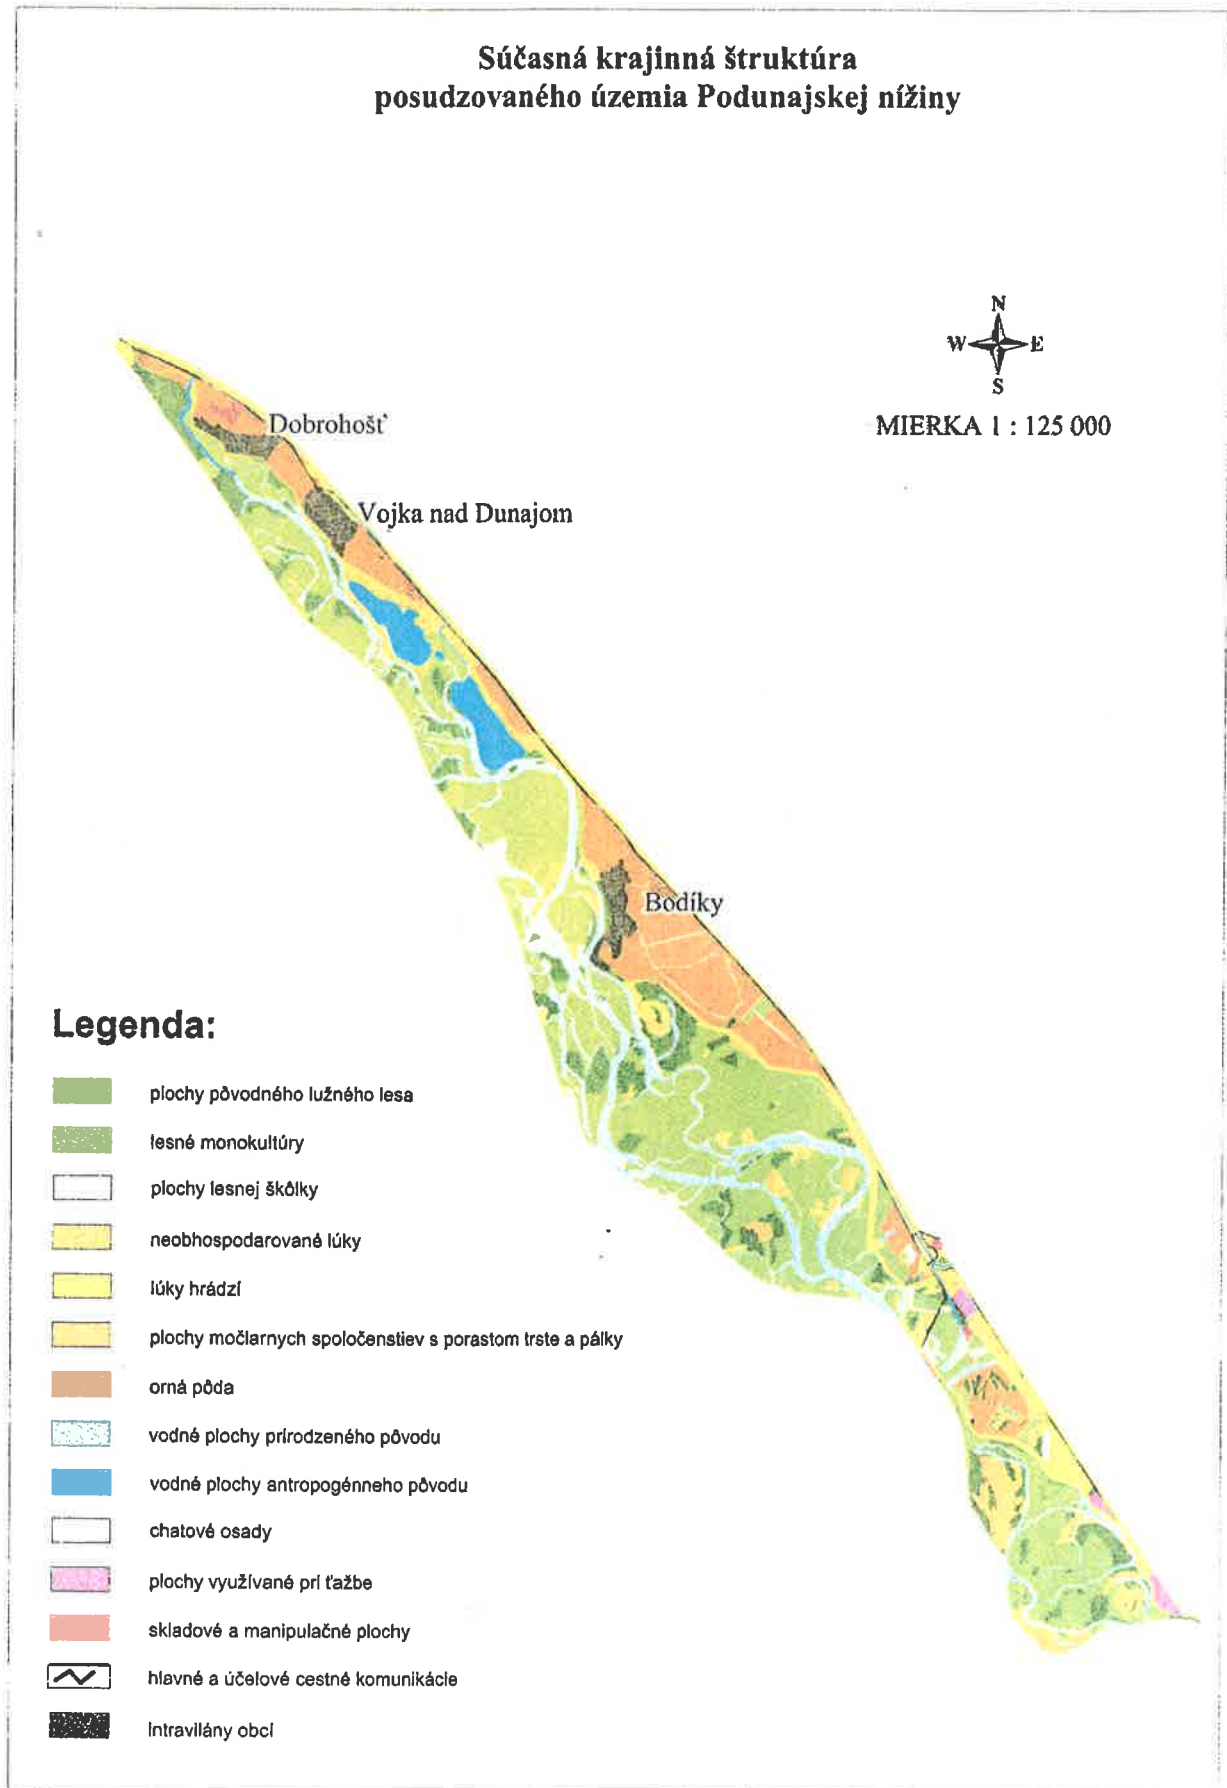 Súčasná krajinná štruktúra
posudzovaného územia Podunajskej nížiny
N
W E
S
MIERKA 1 : 125 000
Dobrohošť
Vojka nad Dunajom
Bodíky
Legenda:
plochy pôvodného lužného lesa
lesné monokultúry
plochy lesnej škôlky
neobhospodarované lúky
lúky hrádzí
plochy močlarnych spoločenstiev s porastom trste a pálky
orná pôda
vodné plochy prírodzeného pôvodu
vodné plochy antropogénneho pôvodu
chatové osady
plochy využívané pri ťažbe
skladové a manipulačné plochy
hlavné a účelové cestné komunikácie
intravilány obcí